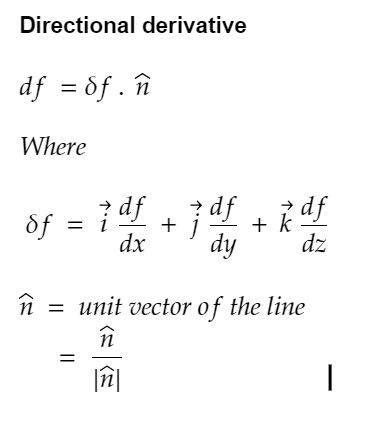 Directional derivative
df = δf . n̂
Where
δf = i⃗ df/dx + j⃗ df/dy + k⃗ df/dz
n̂ = unit vector of the line
= n̂/|n̂|